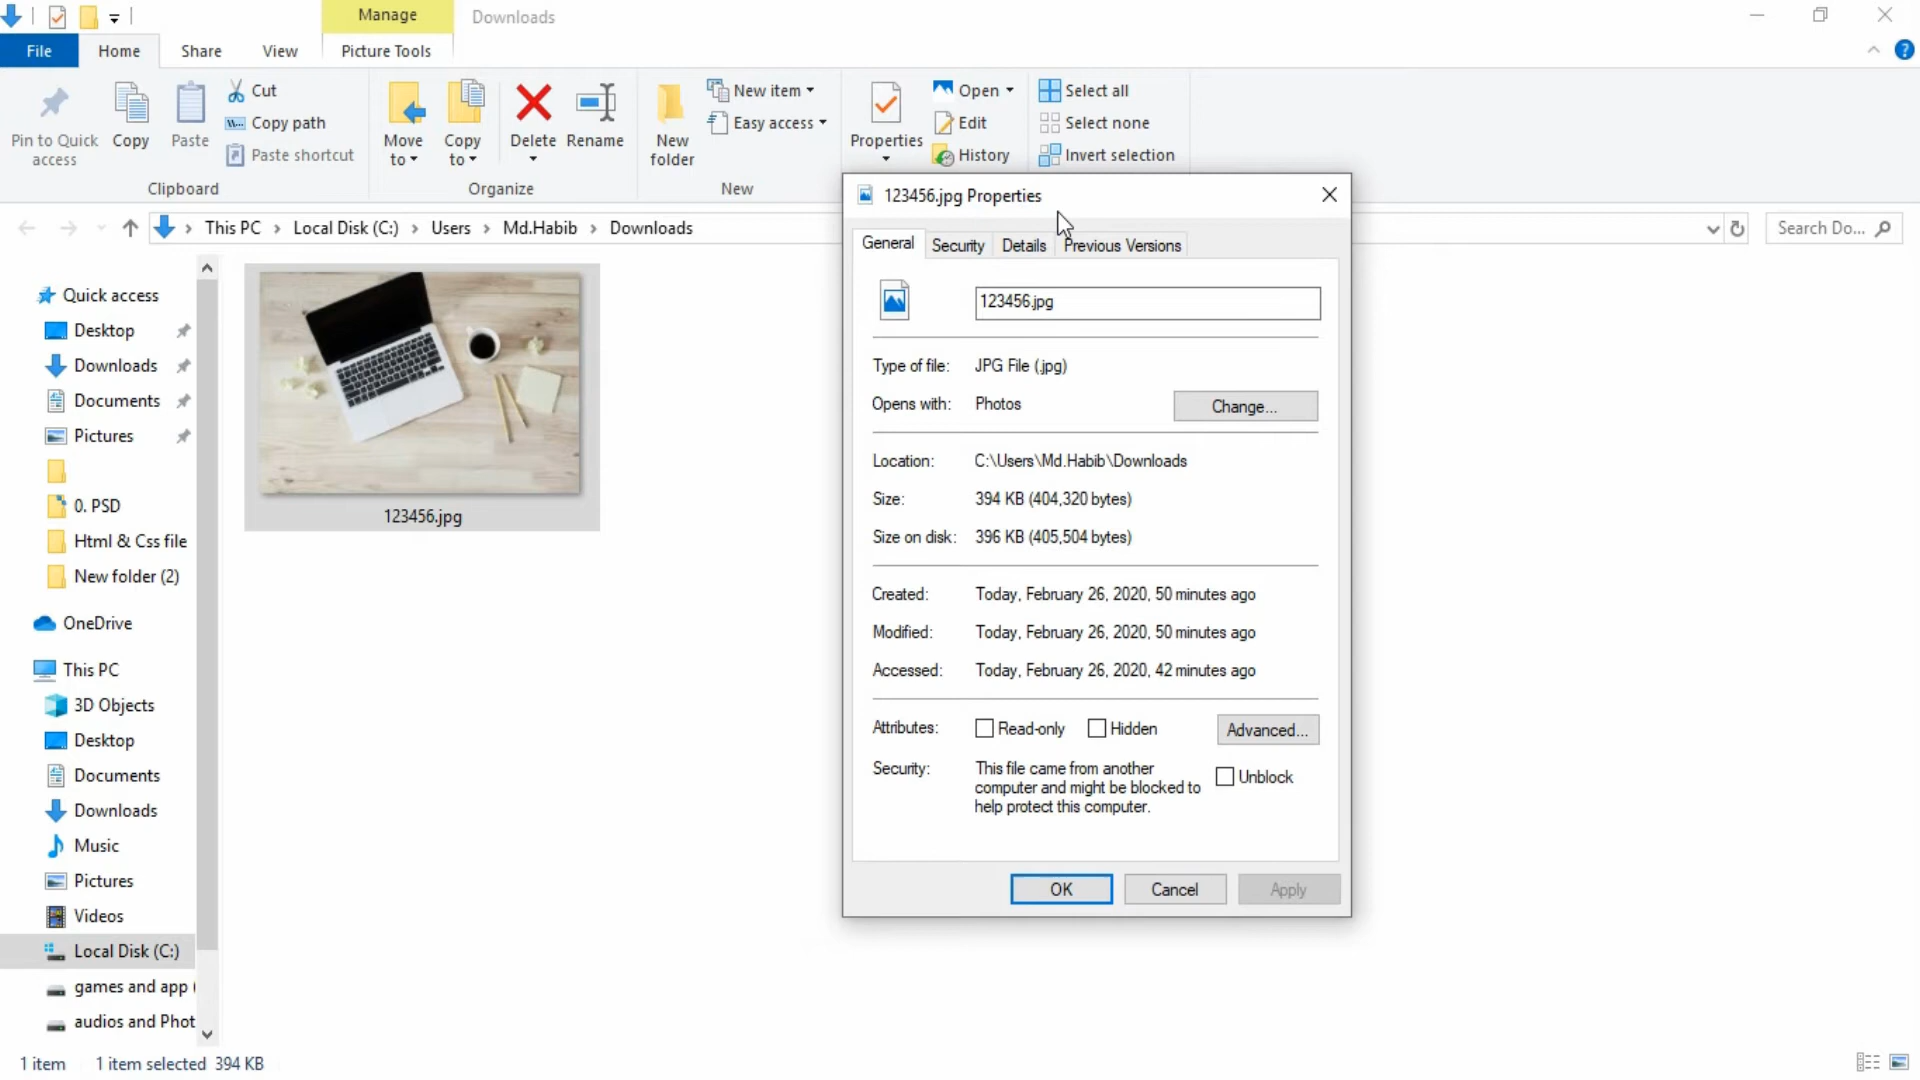 Manage
Downloads
File
Home
Share
View
Picture Tools
Pin to Quick
access
Copy
Paste
Cut
Copy path
Paste shortcut
Clipboard
Move
to
Copy
to
Delete
Rename
Organize
New
folder
New item
Easy access
New
Properties
Open
Edit
History
Select all
Select none
Invert selection
This PC
Local Disk (C:)
Users
Md.Habib
Downloads
Search Do...
Quick access
Desktop
Downloads
Documents
Pictures
0. PSD
Html & Css file
New folder (2)
OneDrive
This PC
3D Objects
Desktop
Documents
Downloads
Music
Pictures
Videos
Local Disk (C:)
games and app (
audios and Phot
123456.jpg
123456.jpg Properties
General
Security
Details
Previous Versions
123456.jpg
Type of file: JPG File (.jpg)
Opens with: Photos
Change...
Location: C:\Users\Md.Habib\Downloads
Size: 394 KB (404,320 bytes)
Size on disk: 396 KB (405,504 bytes)
Created: Today, February 26, 2020, 50 minutes ago
Modified: Today, February 26, 2020, 50 minutes ago
Accessed: Today, February 26, 2020, 42 minutes ago
Attributes: Read-only Hidden Advanced...
Security: This file came from another
computer and might be blocked to
help protect this computer.
Unblock
OK
Cancel
Apply
1 item
1 item selected 394 KB